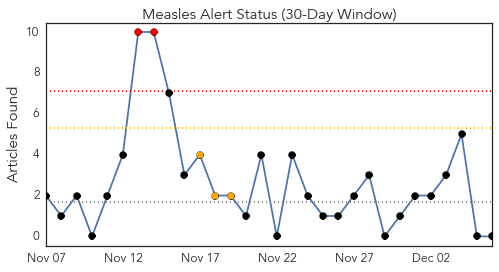 Measles Alert Status (30-Day Window)
Articles Found
10
8
6
4
2
0
Nov 07 Nov 12 Nov 17 Nov 22 Nov 27 Dec 02